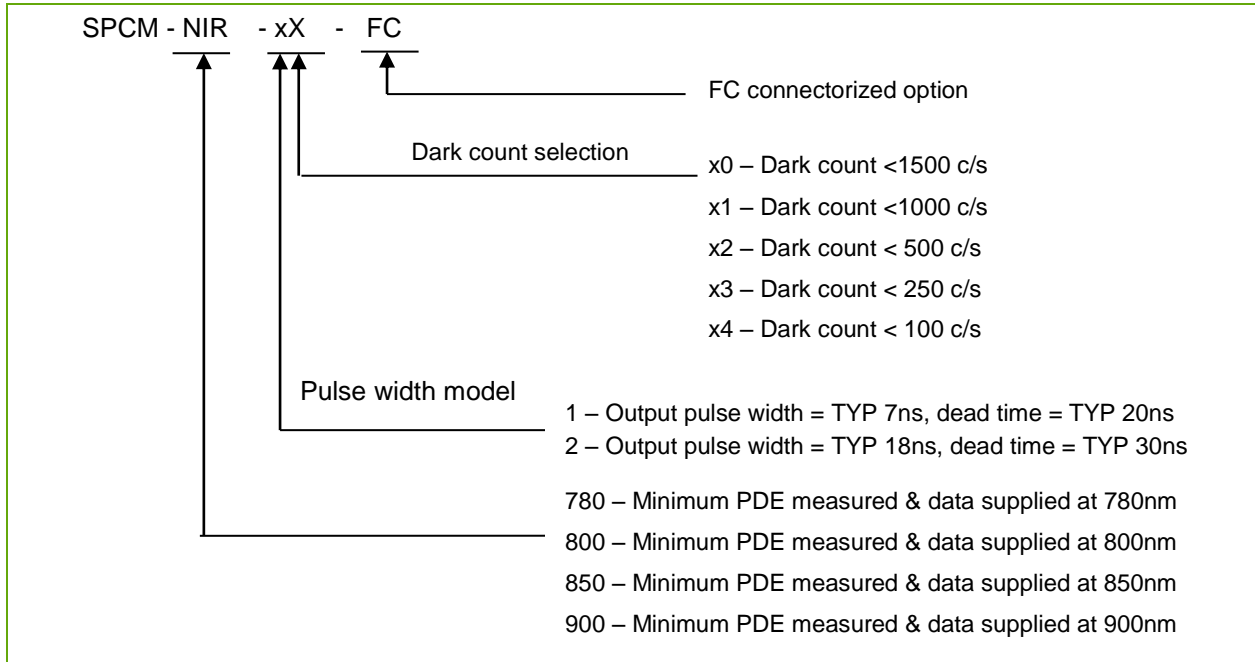 SPCM - NIR - xX - FC
FC connectorized option
Dark count selection
x0 – Dark count <1500 c/s
x1 – Dark count <1000 c/s
x2 – Dark count < 500 c/s
x3 – Dark count < 250 c/s
x4 – Dark count < 100 c/s
Pulse width model
1 – Output pulse width = TYP 7ns, dead time = TYP 20ns
2 – Output pulse width = TYP 18ns, dead time = TYP 30ns
780 – Minimum PDE measured & data supplied at 780nm
800 – Minimum PDE measured & data supplied at 800nm
850 – Minimum PDE measured & data supplied at 850nm
900 – Minimum PDE measured & data supplied at 900nm